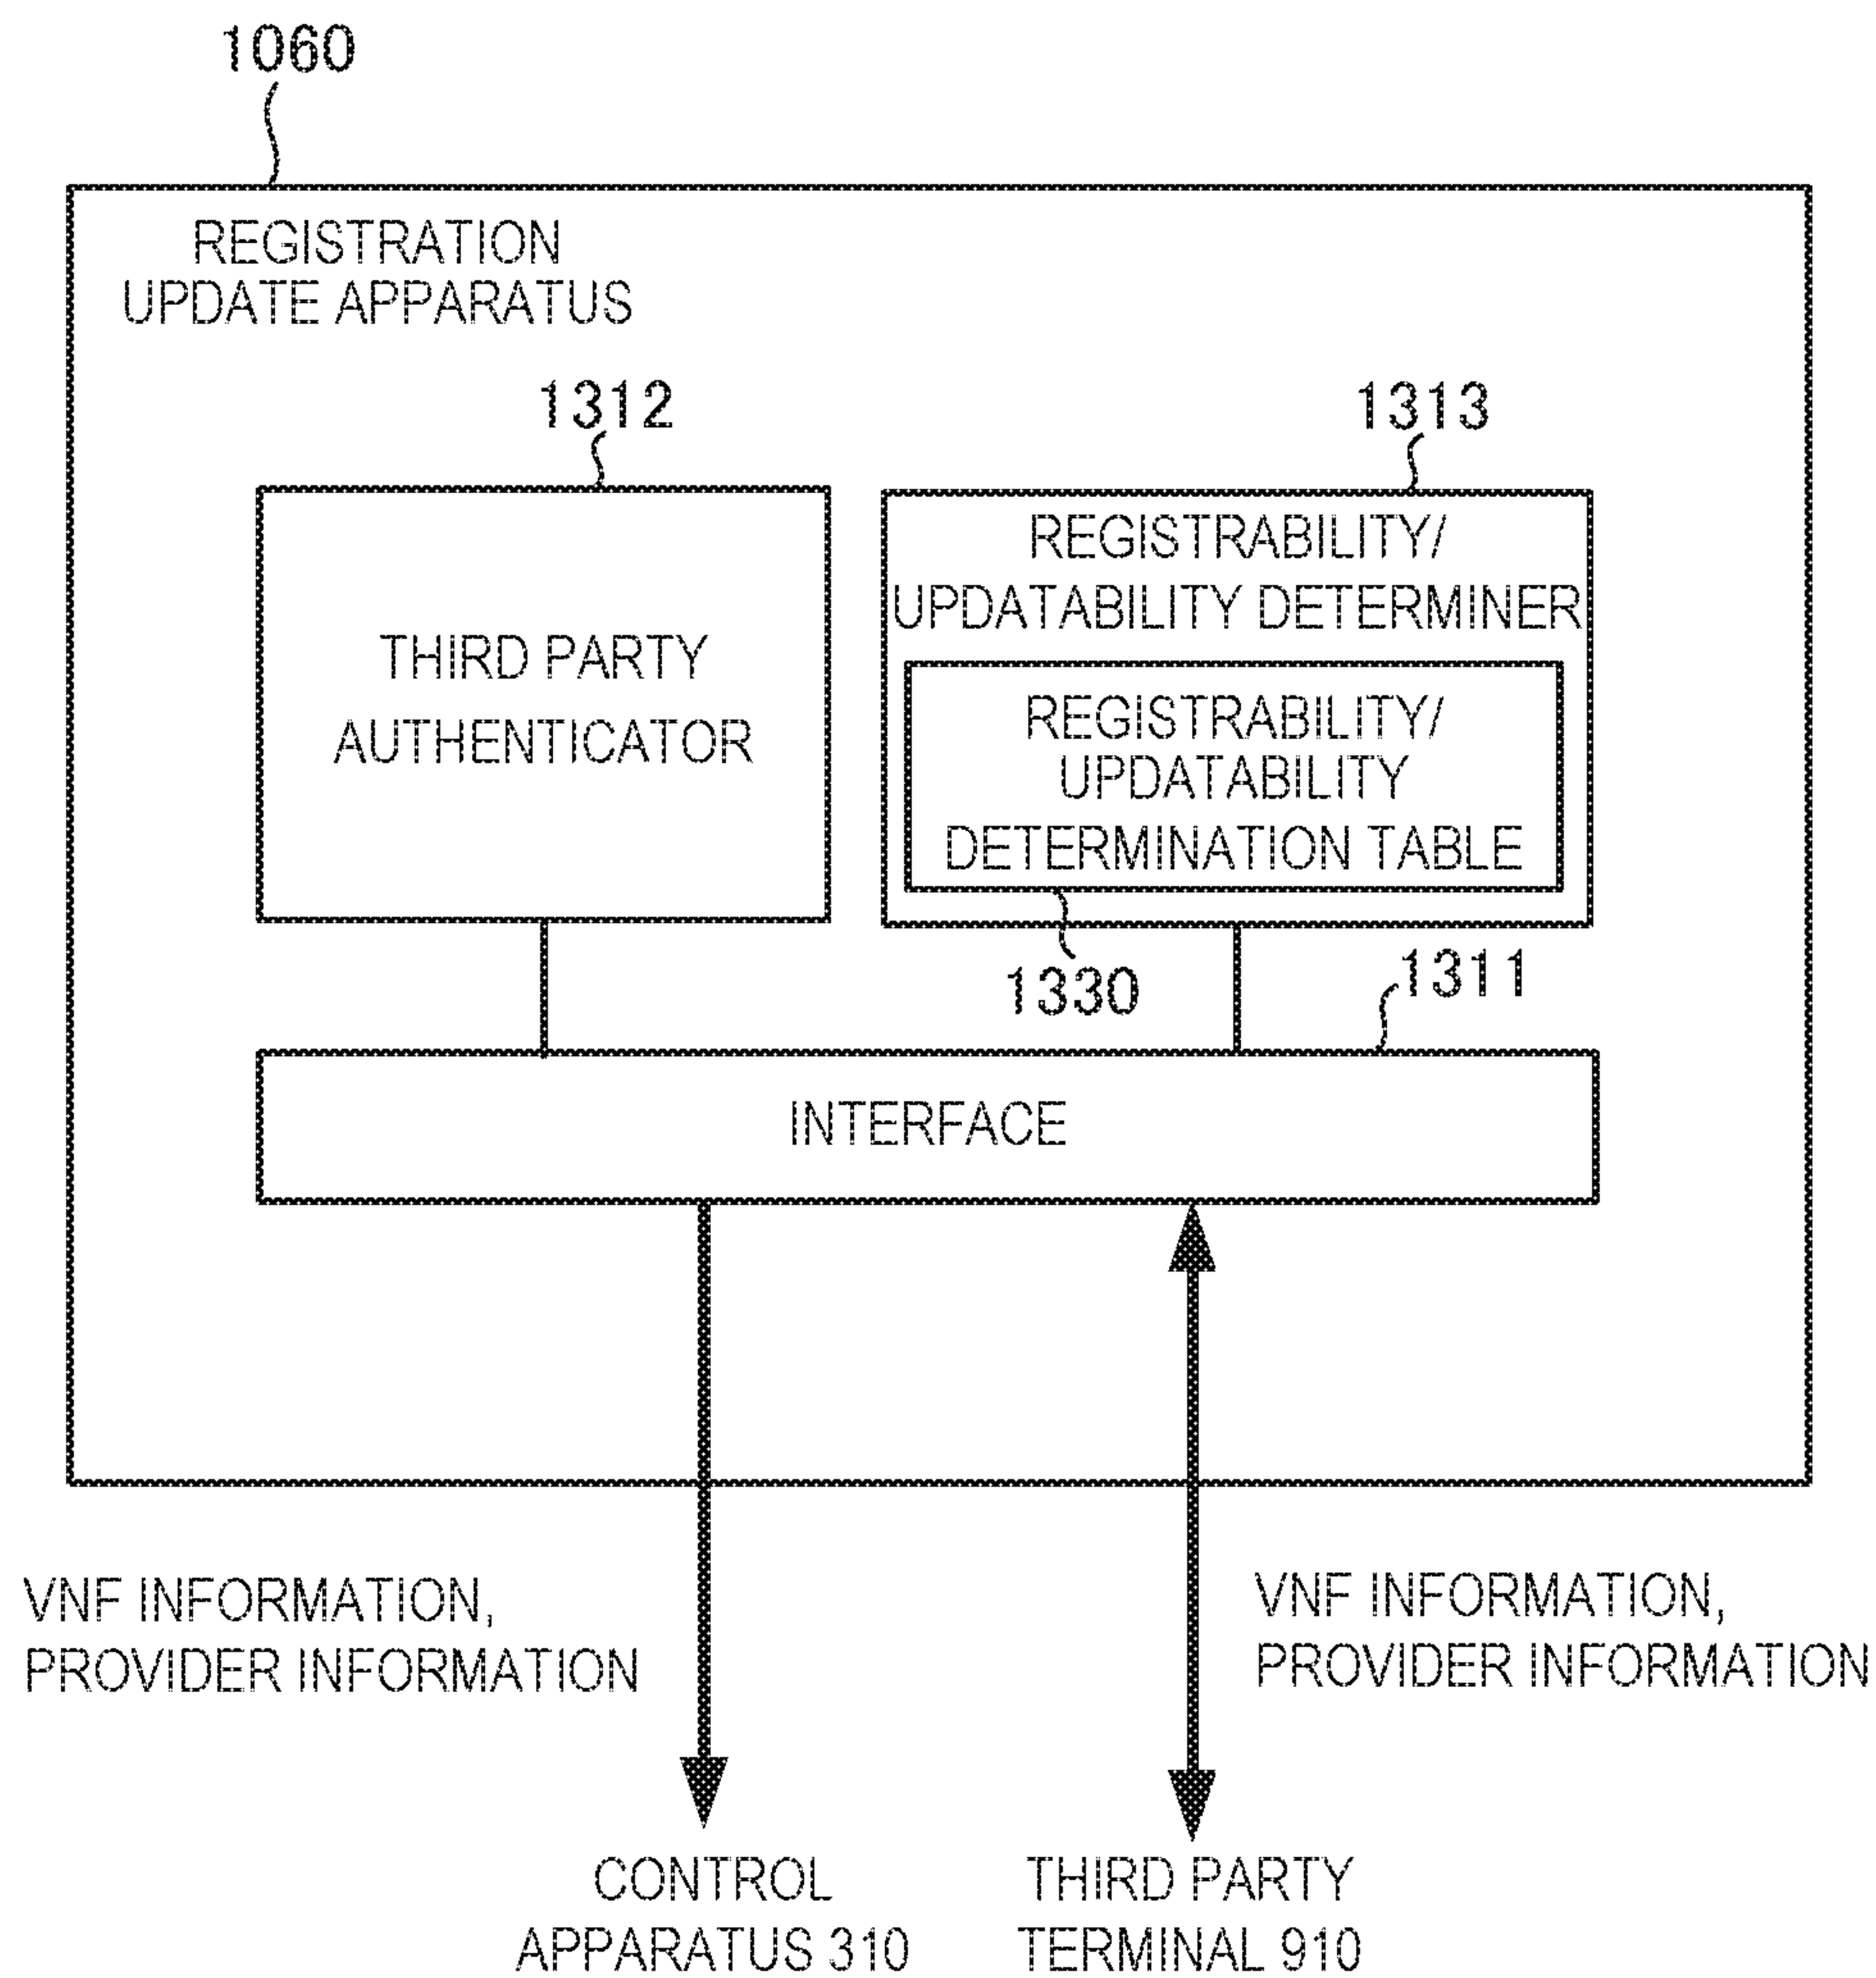 1060
REGISTRATION
UPDATE APPARATUS
1312
1313
THIRD PARTY
AUTHENTICATOR
REGISTRABILITY/
UPDATABILITY DETERMINER
REGISTRABILITY/
UPDATABILITY
DETERMINATION TABLE
1330
1311
INTERFACE
VNF INFORMATION,
PROVIDER INFORMATION
VNF INFORMATION,
PROVIDER INFORMATION
CONTROL
APPARATUS 310
THIRD PARTY
TERMINAL 910